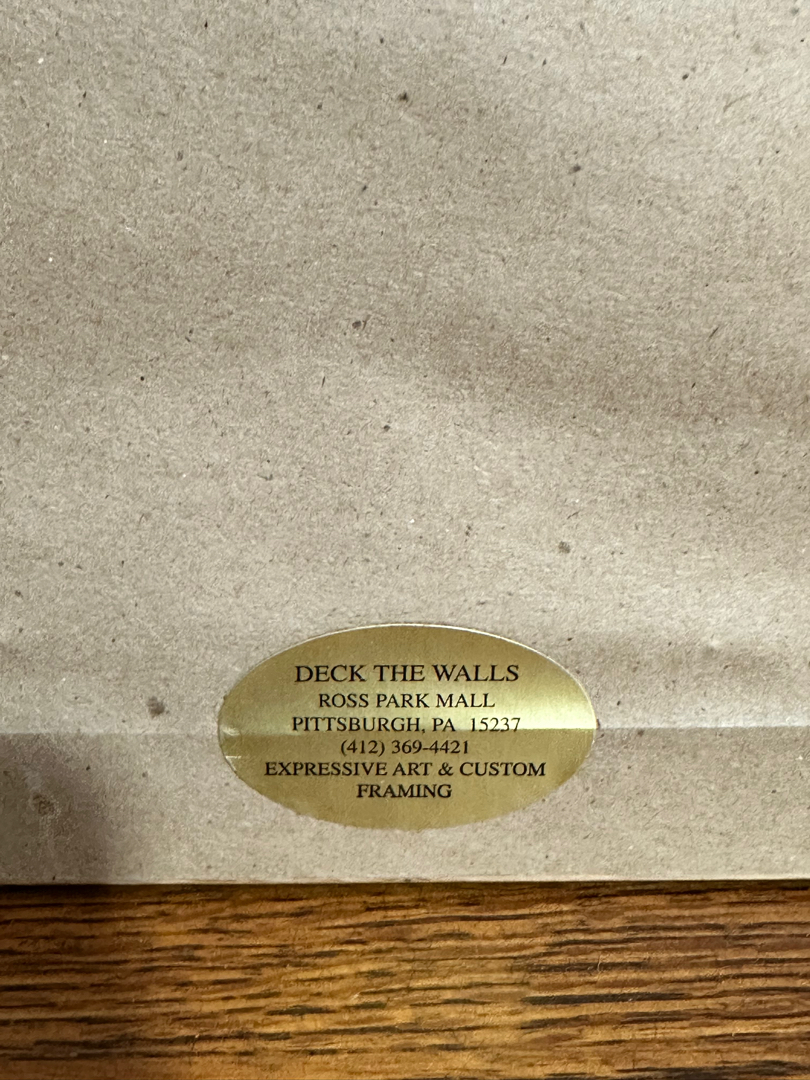 DECK THE WALLS
ROSS PARK MALL
PITTSBURGH, PA 15237
(412) 369-4421
EXPRESSIVE ART & CUSTOM
FRAMING